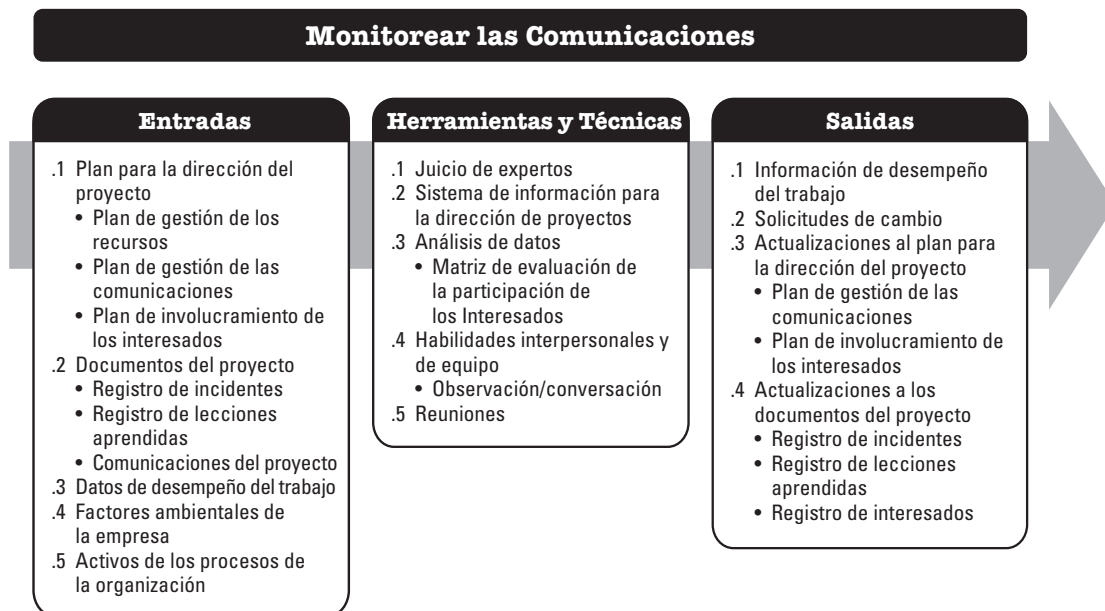 Monitorear las Comunicaciones
Entradas
.1 Plan para la dirección del
proyecto
• Plan de gestión de los
recursos
• Plan de gestión de las
comunicaciones
• Plan de involucramiento de
los interesados
.2 Documentos del proyecto
• Registro de incidentes
• Registro de lecciones
aprendidas
• Comunicaciones del proyecto
.3 Datos de desempeño del trabajo
.4 Factores ambientales de
la empresa
.5 Activos de los procesos de
la organización
Herramientas y Técnicas
.1 Juicio de expertos
.2 Sistema de información para
la dirección de proyectos
.3 Análisis de datos
• Matriz de evaluación de
la participación de
los Interesados
.4 Habilidades interpersonales y
de equipo
• Observación/conversación
.5 Reuniones
Salidas
.1 Información de desempeño
del trabajo
.2 Solicitudes de cambio
.3 Actualizaciones al plan para
la dirección del proyecto
• Plan de gestión de las
comunicaciones
• Plan de involucramiento de
los interesados
.4 Actualizaciones a los
documentos del proyecto
• Registro de incidentes
• Registro de lecciones
aprendidas
• Registro de interesados